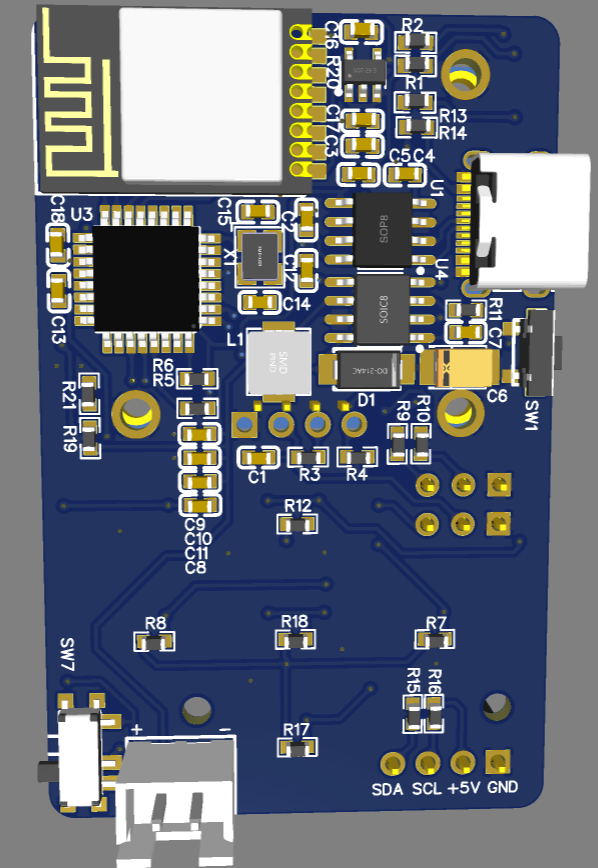 C16
R2
R20
R1
C17
R13
R14
C3
C5
C4
C18
U3
C15
C2
U1
SOP8
X1
C12
U4
C14
SOIC8
C13
L1
R11
C7
SMD
PIND
DO-214AC
D1
C6
SW1
R6
R5
R21
R19
R9
R10
C1
R3
R4
C9
C10
C11
C8
R12
R8
R18
R7
SW7
R15
R16
+
−
R17
SDA SCL +5V GND